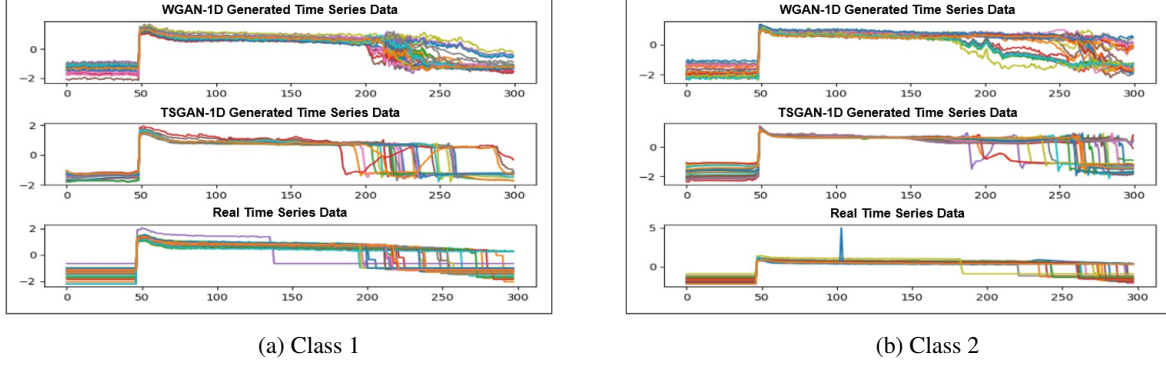 WGAN-1D Generated Time Series Data
0
−2
0 50 100 150 200 250 300
TSGAN-1D Generated Time Series Data
2
0
−2
0 50 100 150 200 250 300
Real Time Series Data
2
0
−2
0 50 100 150 200 250 300
(a) Class 1
WGAN-1D Generated Time Series Data
0
−2
0 50 100 150 200 250 300
TSGAN-1D Generated Time Series Data
0
−2
0 50 100 150 200 250 300
Real Time Series Data
5
0
0 50 100 150 200 250 300
(b) Class 2